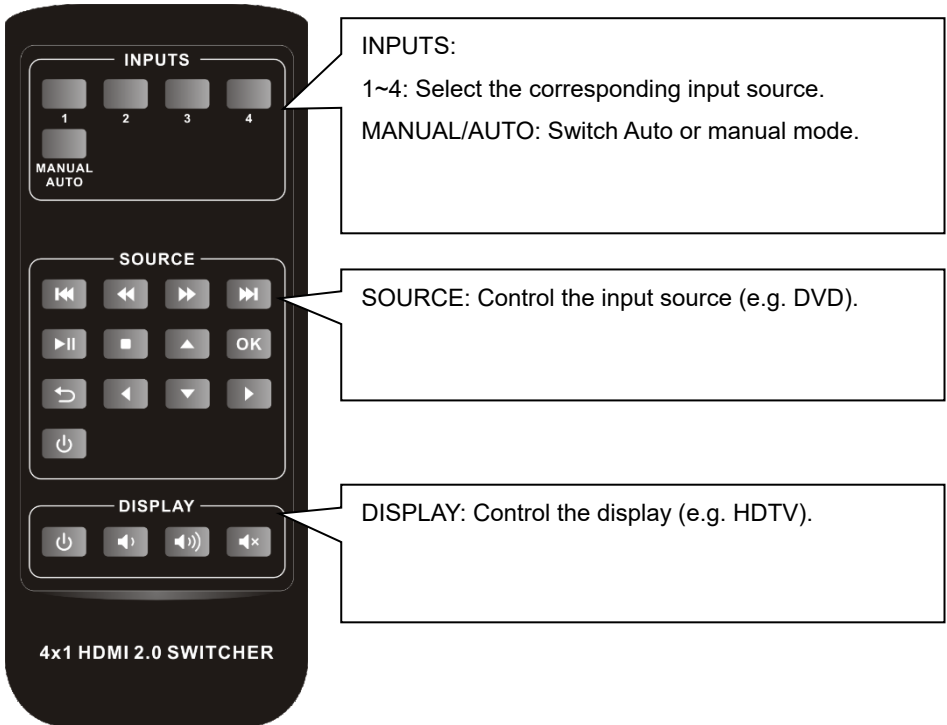 INPUTS
1 2 3 4
MANUAL
AUTO
INPUTS:
1~4: Select the corresponding input source.
MANUAL/AUTO: Switch Auto or manual mode.
SOURCE
OK
SOURCE: Control the input source (e.g. DVD).
DISPLAY
DISPLAY: Control the display (e.g. HDTV).
4x1 HDMI 2.0 SWITCHER